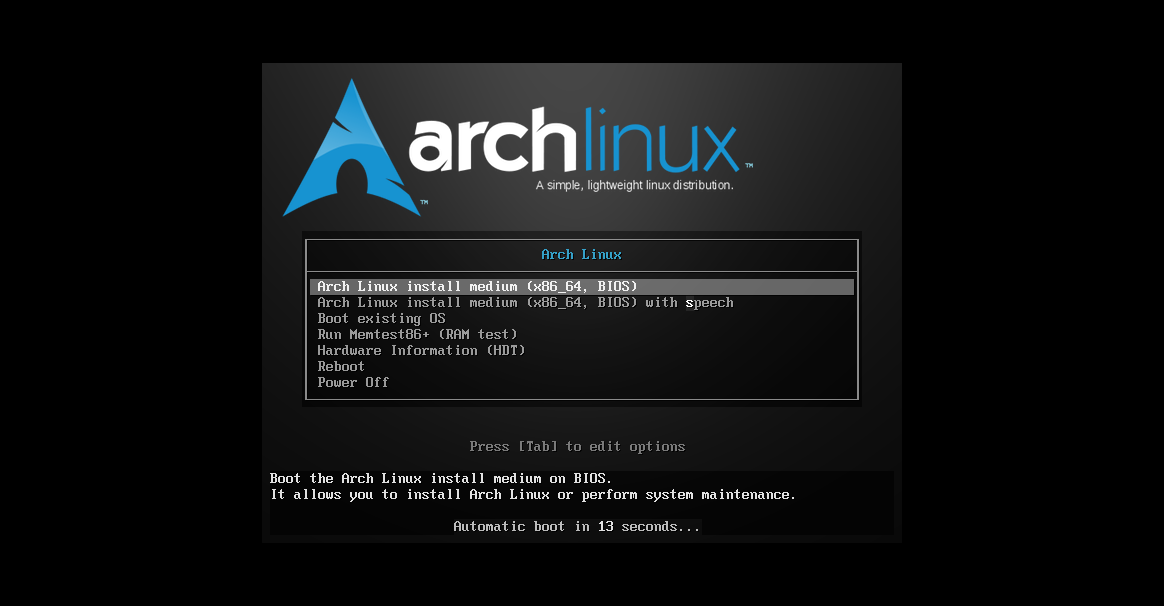 archlinux ™
A simple, lightweight linux distribution.
™
Arch Linux
Arch Linux install medium (x86_64, BIOS)
Arch Linux install medium (x86_64, BIOS) with speech
Boot existing OS
Run Memtest86+ (RAM test)
Hardware Information (HDT)
Reboot
Power Off
Press [Tab] to edit options
Boot the Arch Linux install medium on BIOS.
It allows you to install Arch Linux or perform system maintenance.
Automatic boot in 13 seconds...